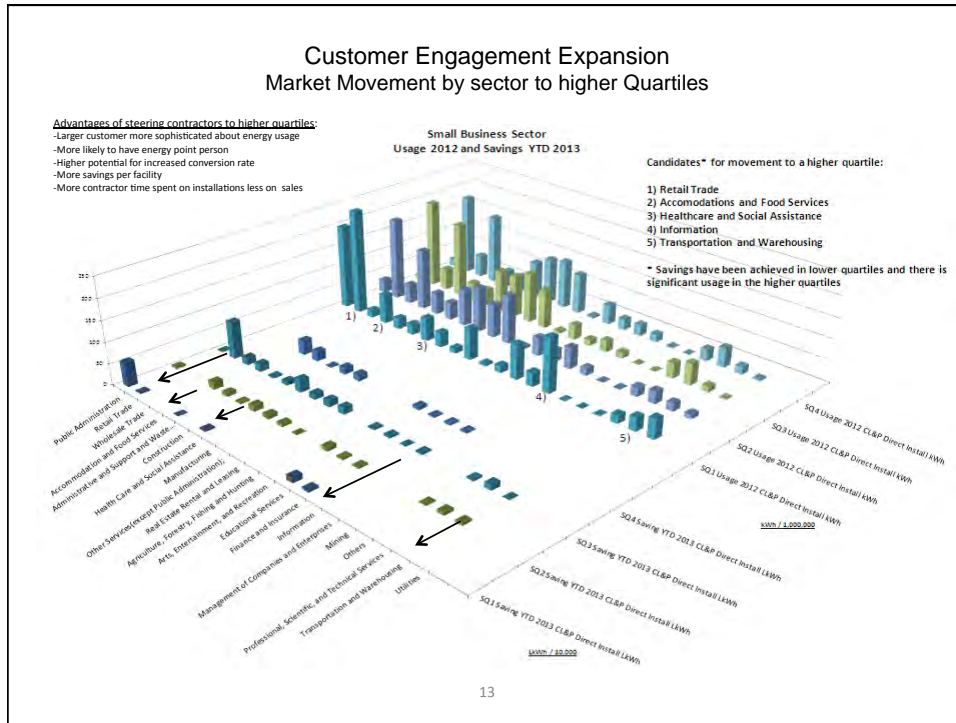 Customer Engagement Expansion
Market Movement by sector to higher Quartiles
Advantages of steering contractors to higher quartiles:
-Larger customer more sophisticated about energy usage
-More likely to have energy point person
-Higher potential for increased conversion rate
-More savings per facility
-More contractor time spent on installations less on sales
Small Business Sector
Usage 2012 and Savings YTD 2013
Candidates* for movement to a higher quartile:
1) Retail Trade
2) Accomodations and Food Services
3) Healthcare and Social Assistance
4) Information
5) Transportation and Warehousing
* Savings have been achieved in lower quartiles and there is
significant usage in the higher quartiles
1)
2)
3)
4)
5)
Public Administration
Retail Trade
Wholesale Trade
Accommodation and Food Services
Administrative and Support and Waste...
Construction
Health Care and Social Assistance
Manufacturing
Other Services(except Public Administration);
Real Estate Rental and Leasing
Agriculture, Forestry, Fishing and Hunting
Arts, Entertainment, and Recreation
Educational Services
Finance and Insurance
Information
Management of Companies and Enterprises
Mining
Others
Professional, Scientific, and Technical Services
Transportation and Warehousing
Utilities
SQ4 Usage 2012 CL&P Direct Install kWh
SQ3 Usage 2012 CL&P Direct Install kWh
SQ2 Usage 2012 CL&P Direct Install kWh
SQ1 Usage 2012 CL&P Direct Install kWh
kWh / 1,000,000
SQ4 Saving YTD 2013 CL&P Direct Install LkWh
SQ3 Saving YTD 2013 CL&P Direct Install LkWh
SQ2 Saving YTD 2013 CL&P Direct Install LkWh
SQ1 Saving YTD 2013 CL&P Direct Install LkWh
LkWh / 10,000
13